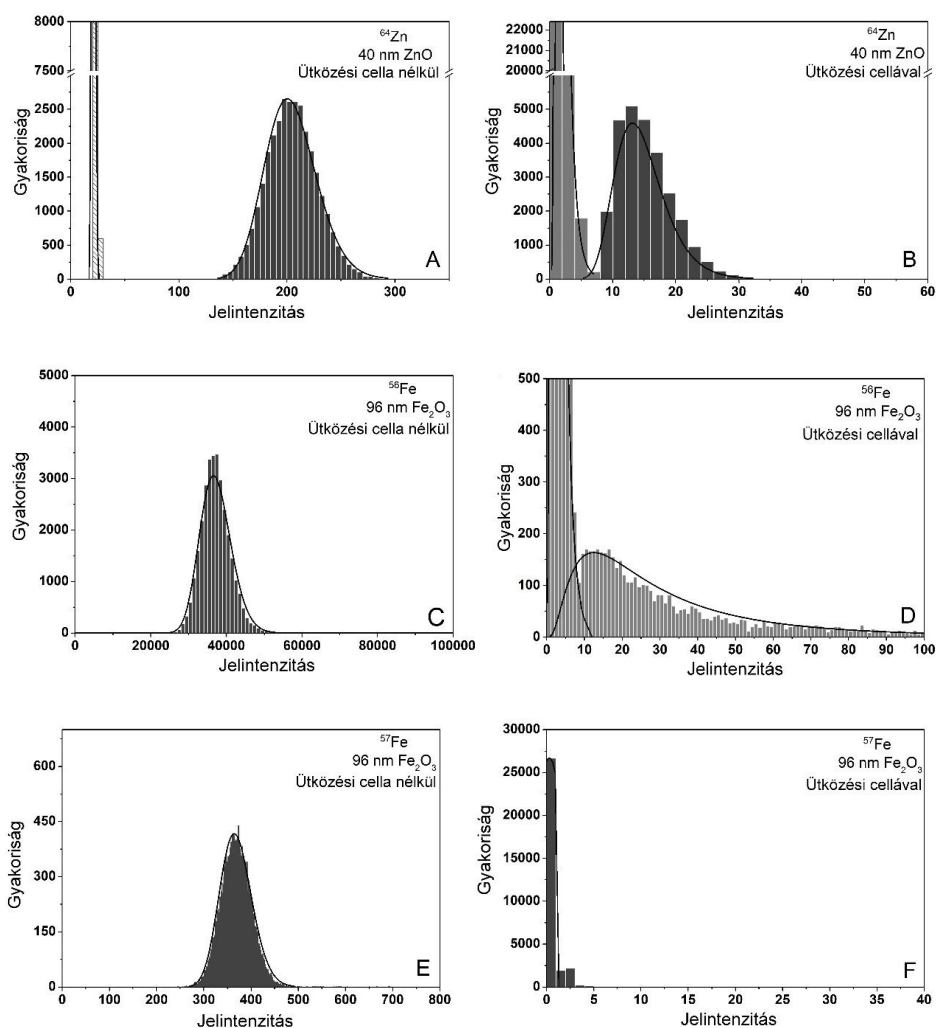 8000
7500
2500
2000
1500
1000
500
0
0
100
200
300
Gyakoriság
Jelintenzitás
⁶⁴Zn
40 nm ZnO
Ütközési cella nélkül
A
22500
22000
21500
21000
20500
20000
5000
4000
3000
2000
1000
0
0
10
20
30
40
50
60
Gyakoriság
Jelintenzitás
⁶⁴Zn
40 nm ZnO
Ütközési cellával
B
5000
4000
3000
2000
1000
0
0
20000
40000
60000
80000
100000
Gyakoriság
Jelintenzitás
⁵⁶Fe
96 nm Fe₂O₃
Ütközési cella nélkül
C
500
400
300
200
100
0
0
10
20
30
40
50
60
70
80
90
100
Gyakoriság
Jelintenzitás
⁵⁶Fe
96 nm Fe₂O₃
Ütközési cellával
D
600
450
300
150
0
0
100
200
300
400
500
600
700
800
Gyakoriság
Jelintenzitás
⁵⁷Fe
96 nm Fe₂O₃
Ütközési cella nélkül
E
30000
25000
20000
15000
10000
5000
0
0
5
10
15
20
25
30
35
40
Gyakoriság
Jelintenzitás
⁵⁷Fe
96 nm Fe₂O₃
Ütközési cellával
F